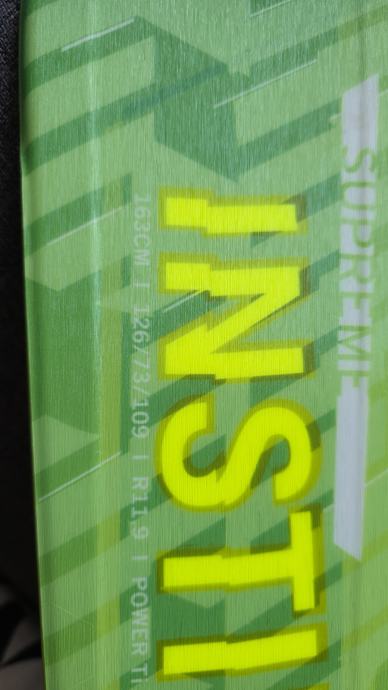 SUPREME
INSTI
163CM I 126/73/109 I R11.9 I POWER T